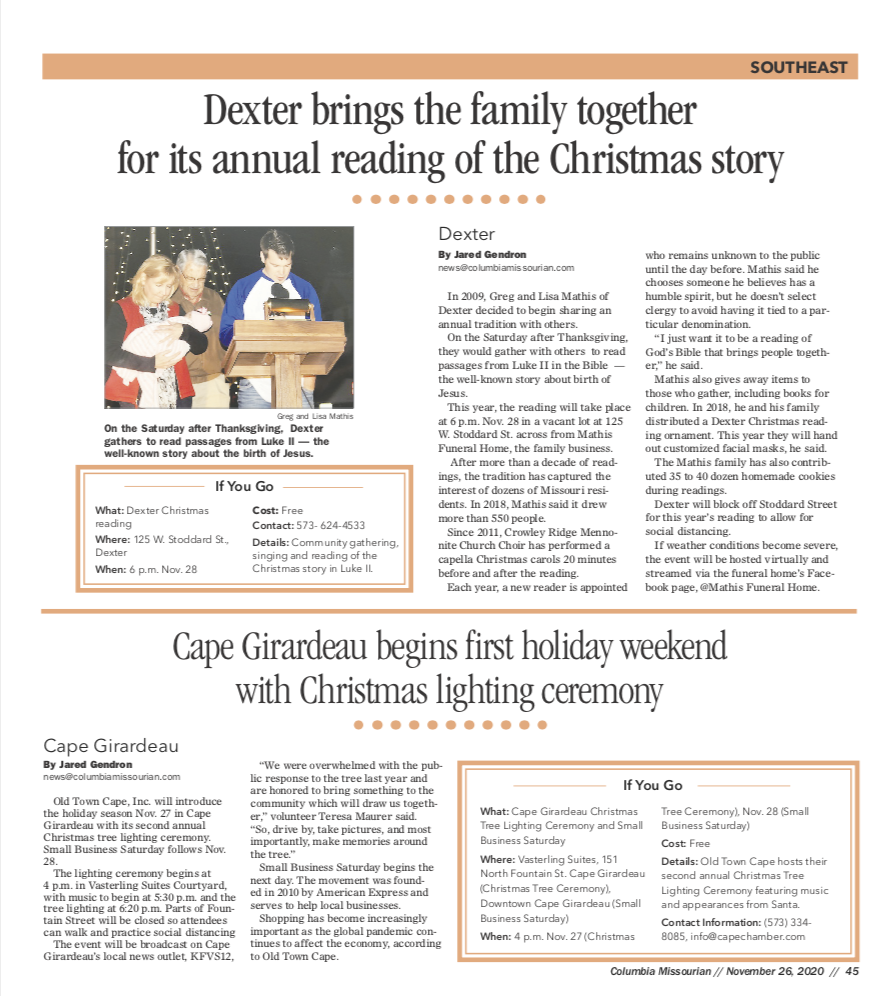 SOUTHEAST
Dexter brings the family together
for its annual reading of the Christmas story
Greg and Lisa Mathis
On the Saturday after Thanksgiving, Dexter
gathers to read passages from Luke II — the
well-known story about the birth of Jesus.
If You Go
What: Dexter Christmas
reading
Where: 125 W. Stoddard St.,
Dexter
When: 6 p.m. Nov. 28
Cost: Free
Contact: 573- 624-4533
Details: Community gathering,
singing and reading of the
Christmas story in Luke II.
Dexter
By Jared Gendron
news@columbiamissourian.com
In 2009, Greg and Lisa Mathis of
Dexter decided to begin sharing an
annual tradition with others.
On the Saturday after Thanksgiving,
they would gather with others to read
passages from Luke II in the Bible —
the well-known story about birth of
Jesus.
This year, the reading will take place
at 6 p.m. Nov. 28 in a vacant lot at 125
W. Stoddard St. across from Mathis
Funeral Home, the family business.
After more than a decade of read-
ings, the tradition has captured the
interest of dozens of Missouri resi-
dents. In 2018, Mathis said it drew
more than 550 people.
Since 2011, Crowley Ridge Menno-
nite Church Choir has performed a
capella Christmas carols 20 minutes
before and after the reading.
Each year, a new reader is appointed
who remains unknown to the public
until the day before. Mathis said he
chooses someone he believes has a
humble spirit, but he doesn't select
clergy to avoid having it tied to a par-
ticular denomination.
"I just want it to be a reading of
God's Bible that brings people togeth-
er," he said.
Mathis also gives away items to
those who gather, including books for
children. In 2018, he and his family
distributed a Dexter Christmas read-
ing ornament. This year they will hand
out customized facial masks, he said.
The Mathis family has also contrib-
uted 35 to 40 dozen homemade cookies
during readings.
Dexter will block off Stoddard Street
for this year's reading to allow for
social distancing.
If weather conditions become severe,
the event will be hosted virtually and
streamed via the funeral home's Face-
book page, @Mathis Funeral Home.
Cape Girardeau begins first holiday weekend
with Christmas lighting ceremony
Cape Girardeau
By Jared Gendron
news@columbiamissourian.com
Old Town Cape, Inc. will introduce
the holiday season Nov. 27 in Cape
Girardeau with its second annual
Christmas tree lighting ceremony.
Small Business Saturday follows Nov.
28.
The lighting ceremony begins at
4 p.m. in Vasterling Suites Courtyard,
with music to begin at 5:30 p.m. and the
tree lighting at 6:20 p.m. Parts of Foun-
tain Street will be closed so attendees
can walk and practice social distancing
The event will be broadcast on Cape
Girardeau's local news outlet, KFVS12,
"We were overwhelmed with the pub-
lic response to the tree last year and
are honored to bring something to the
community which will draw us togeth-
er," volunteer Teresa Maurer said.
"So, drive by, take pictures, and most
importantly, make memories around
the tree."
Small Business Saturday begins the
next day. The movement was found-
ed in 2010 by American Express and
serves to help local businesses.
Shopping has become increasingly
important as the global pandemic con-
tinues to affect the economy, according
to Old Town Cape.
If You Go
What: Cape Girardeau Christmas
Tree Lighting Ceremony and Small
Business Saturday
Where: Vasterling Suites, 151
North Fountain St. Cape Girardeau
(Christmas Tree Ceremony),
Downtown Cape Girardeau (Small
Business Saturday)
When: 4 p.m. Nov. 27 (Christmas
Tree Ceremony), Nov. 28 (Small
Business Saturday)
Cost: Free
Details: Old Town Cape hosts their
second annual Christmas Tree
Lighting Ceremony featuring music
and appearances from Santa.
Contact Information: (573) 334-
8085, info@capechamber.com
Columbia Missourian // November 26, 2020 // 45